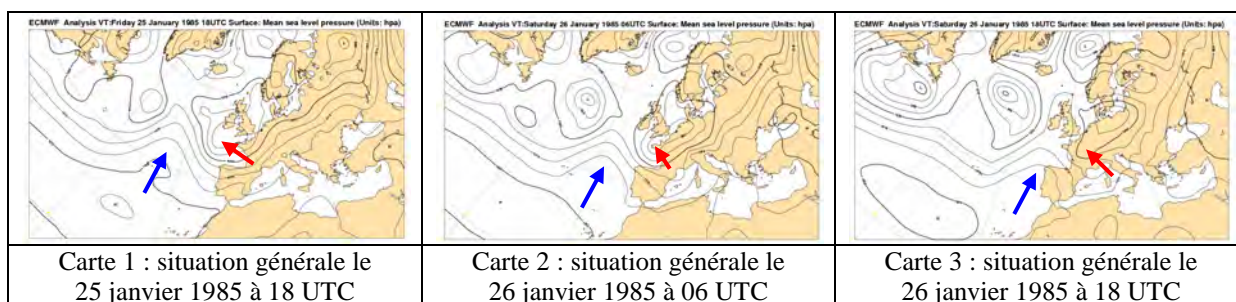 ECMWF Analysis VT:Friday 25 January 1985 18UTC Surface: Mean sea level pressure (Units: hpa)
ECMWF Analysis VT:Saturday 26 January 1985 06UTC Surface: Mean sea level pressure (Units: hpa)
ECMWF Analysis VT:Saturday 26 January 1985 18UTC Surface: Mean sea level pressure (Units: hpa)
Carte 1 : situation générale le
25 janvier 1985 à 18 UTC
Carte 2 : situation générale le
26 janvier 1985 à 06 UTC
Carte 3 : situation générale le
26 janvier 1985 à 18 UTC